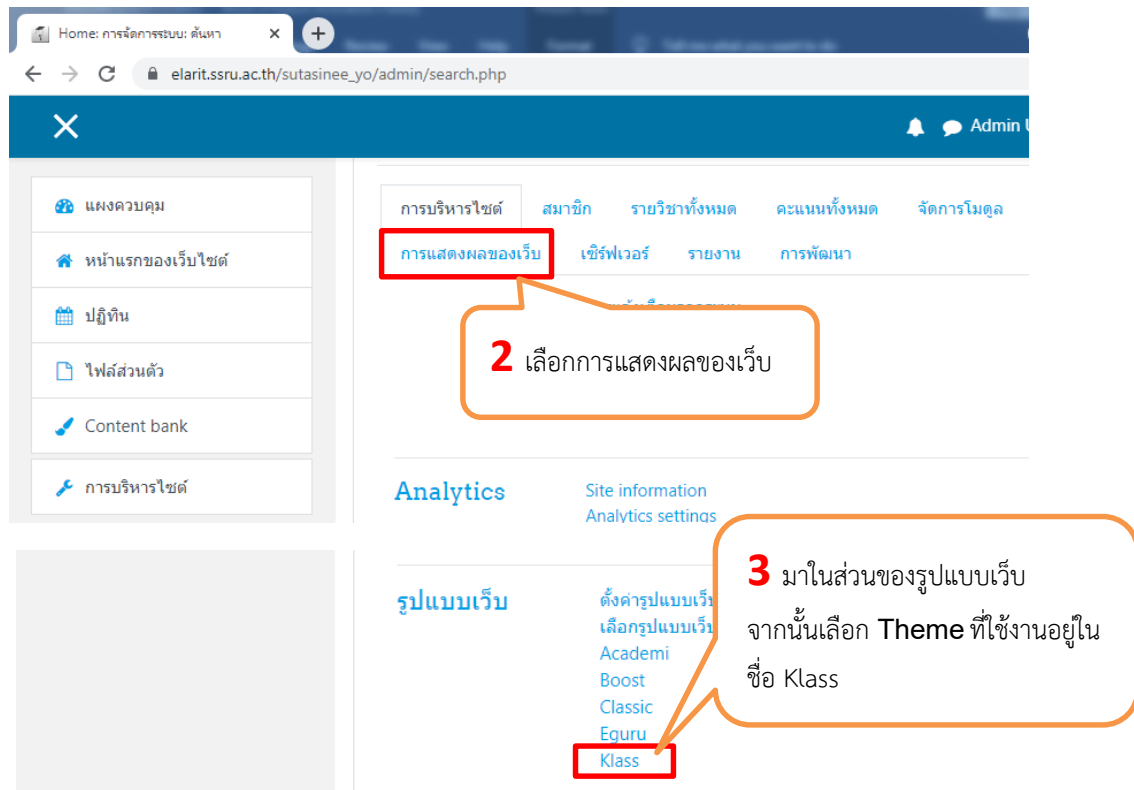 Home: การจัดการระบบ: ค้นหา
elarit.ssru.ac.th/sutasinee_yo/admin/search.php
Admin
แผงควบคุม
หน้าแรกของเว็บไซต์
ปฏิทิน
ไฟล์ส่วนตัว
Content bank
การบริหารไซต์
การบริหารไซต์ สมาชิก รายวิชาทั้งหมด คะแนนทั้งหมด จัดการโมดูล
การแสดงผลของเว็บ เซิร์ฟเวอร์ รายงาน การพัฒนา
2 เลือกการแสดงผลของเว็บ
Analytics
Site information
Analytics settings
3 มาในส่วนของรูปแบบเว็บ
จากนั้นเลือก Theme ที่ใช้งานอยู่ใน
ชื่อ Klass
รูปแบบเว็บ
ตั้งค่ารูปแบบเว็บ
เลือกรูปแบบเว็บ
Academi
Boost
Classic
Eguru
Klass